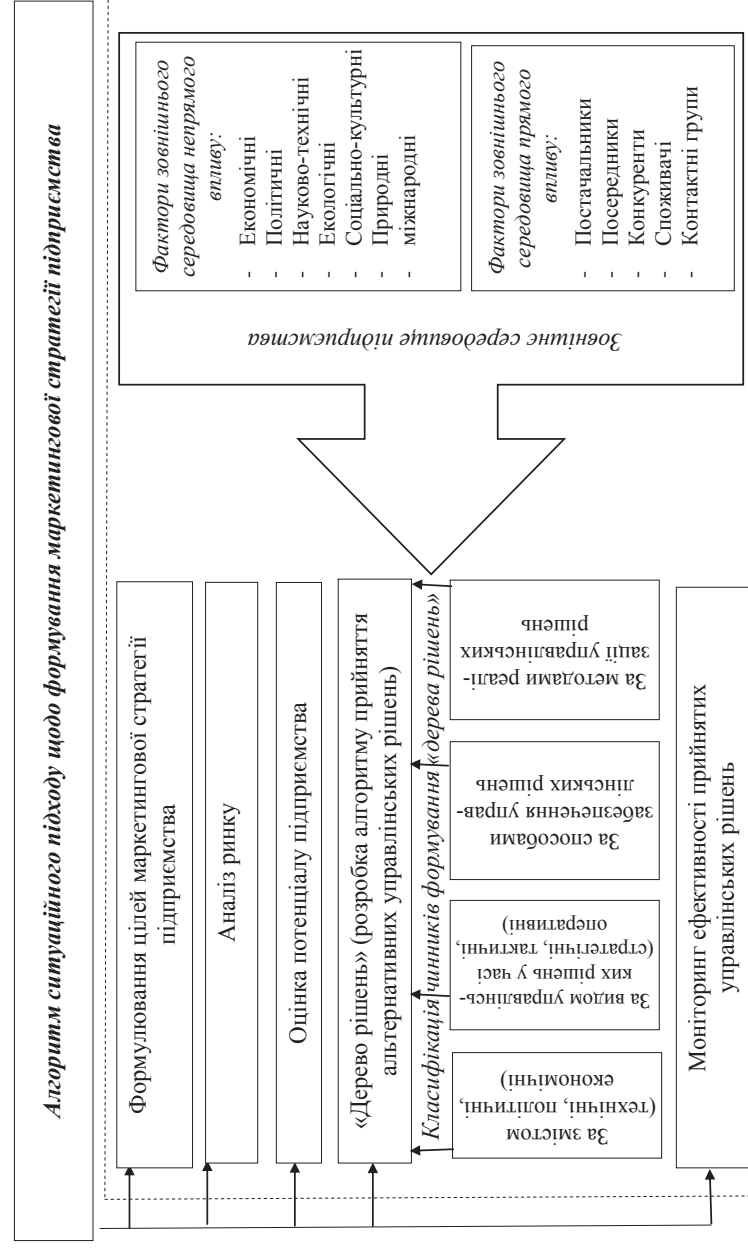 Алгоритм ситуаційного підходу щодо формування маркетингової стратегії підприємства
Формулювання цілей маркетингової стратегії
підприємства
Аналіз ринку
Оцінка потенціалу підприємства
«Дерево рішень» (розробка алгоритму прийняття
альтернативних управлінських рішень)
Класифікація чинників формування «дерева рішень»
За змістом
(технічні, політичні,
економічні)
За видом управлінсь-
ких рішень у часі
(стратегічні, тактичні,
оперативні)
За способами
забезпечення управ-
лінських рішень
За методами реалі-
зації управлінських
рішень
Моніторинг ефективності прийнятих
управлінських рішень
Зовнішнє середовище підприємства
Фактори зовнішнього
середовища непрямого
впливу:
- Економічні
- Політичні
- Науково-технічні
- Екологічні
- Соціально-культурні
- Природні
- міжнародні
Фактори зовнішнього
середовища прямого
впливу:
- Постачальники
- Посередники
- Конкуренти
- Споживачі
- Контактні групи